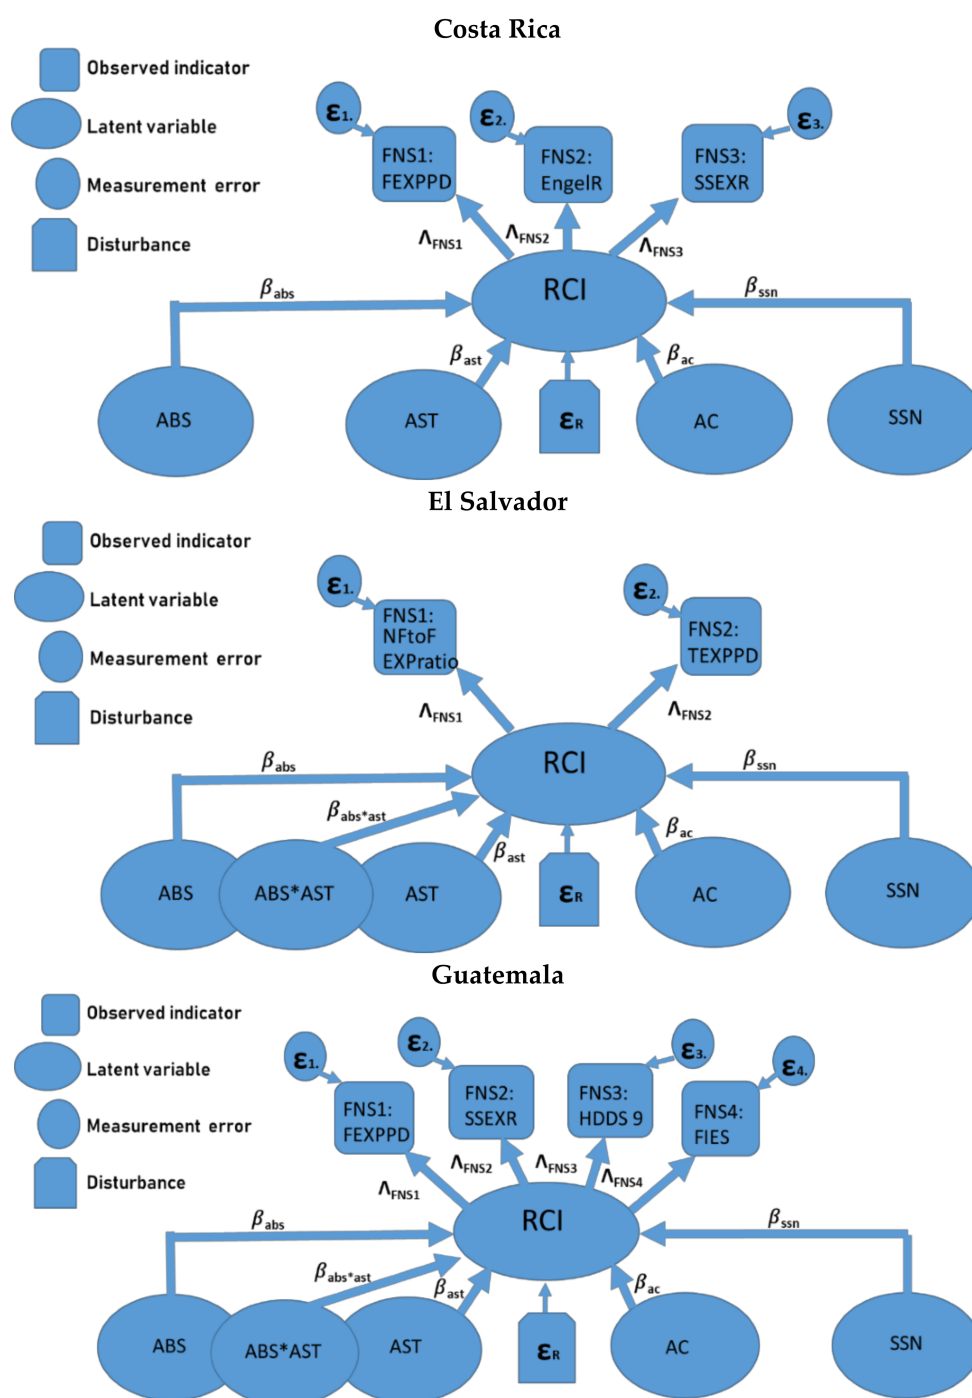 Costa Rica
Observed indicator
Latent variable
Measurement error
Disturbance
ε1.
ε2.
ε3.
FNS1:
FEXPPD
FNS2:
EngelR
FNS3:
SSEXR
ΛFNS1
ΛFNS2
ΛFNS3
RCI
βabs
βssn
βast
βac
ABS
AST
εR
AC
SSN
El Salvador
Observed indicator
Latent variable
Measurement error
Disturbance
ε1.
ε2.
FNS1:
NFtoF
EXPratio
FNS2:
TEXPPD
ΛFNS1
ΛFNS2
RCI
βabs
βssn
βabs*ast
βast
βac
ABS
ABS*AST
AST
εR
AC
SSN
Guatemala
Observed indicator
Latent variable
Measurement error
Disturbance
ε1.
ε2.
ε3.
ε4.
FNS1:
FEXPPD
FNS2:
SSEXR
FNS3:
HDDS 9
FNS4:
FIES
ΛFNS1
ΛFNS2
ΛFNS3
ΛFNS4
RCI
βabs
βssn
βabs*ast
βast
βac
ABS
ABS*AST
AST
εR
AC
SSN